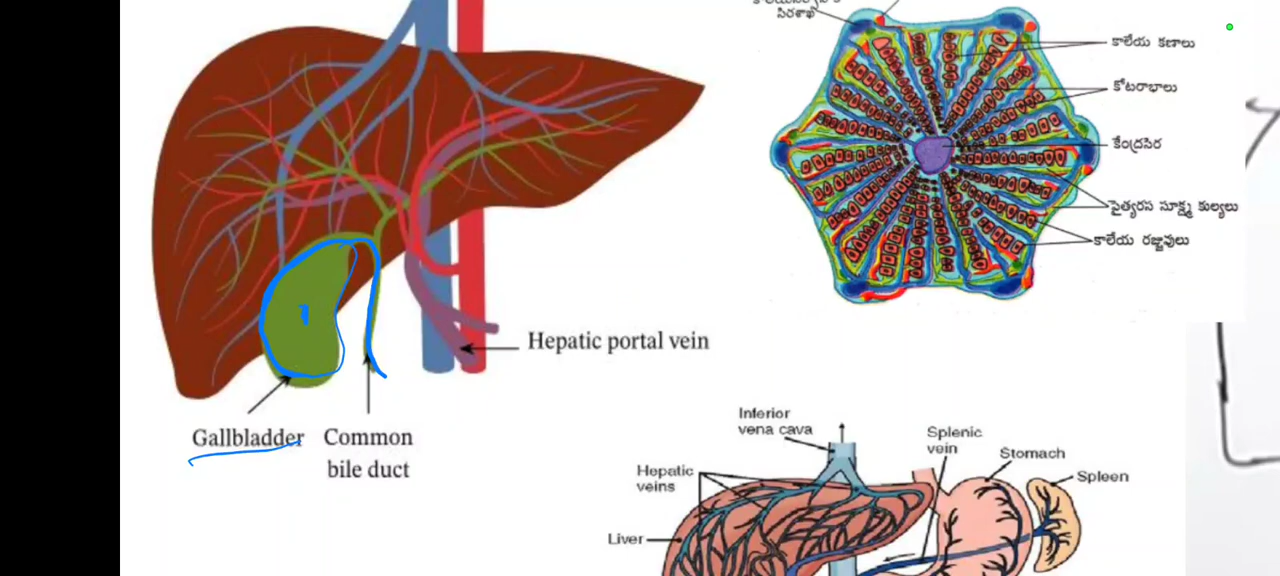 సిరశాఖ
కాలేయ కణాలు
కోటరాభాలు
కేంద్రసిర
పైత్యరస సూక్ష్మ కుల్యలు
కాలేయ రజ్జువులు
Hepatic portal vein
Gallbladder
Common
bile duct
Inferior
vena cava
Splenic
vein
Stomach
Spleen
Hepatic
veins
Liver